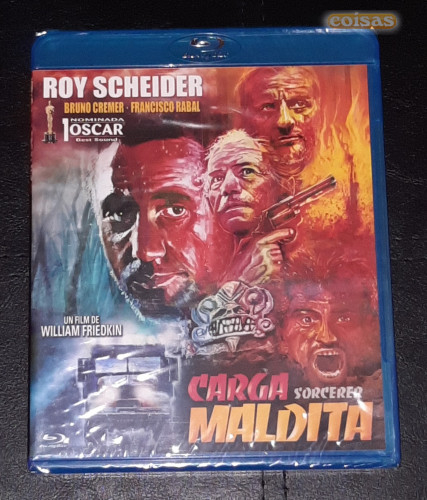 coisas
ROY SCHEIDER
BRUNO CREMER · FRANCISCO RABAL
NOMINADA
1 OSCAR
Best Sound
UN FILM DE
WILLIAM FRIEDKIN
CARGA SORCERER
MALDITA